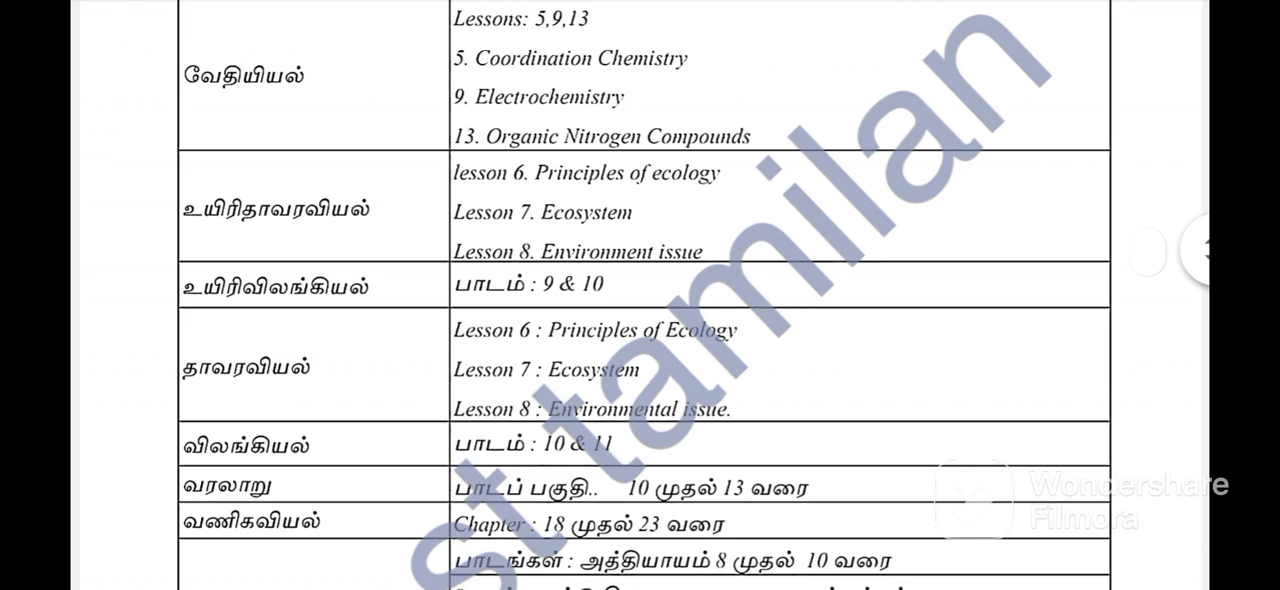 Lessons: 5,9,13
வேதியியல்
5. Coordination Chemistry
9. Electrochemistry
13. Organic Nitrogen Compounds
lesson 6. Principles of ecology
உயிரிதாவரவியல்
Lesson 7. Ecosystem
Lesson 8. Environment issue
உயிரிவிலங்கியல்
பாடம் : 9 & 10
Lesson 6 : Principles of Ecology
தாவரவியல்
Lesson 7 : Ecosystem
Lesson 8 : Environmental issue.
விலங்கியல்
பாடம் : 10 & 11
வரலாறு
பாடப் பகுதி.. 10 முதல் 13 வரை
வணிகவியல்
Chapter : 18 முதல் 23 வரை
பாடங்கள் : அத்தியாயம் 8 முதல் 10 வரை
st tamilan
Wondershare
Filmora